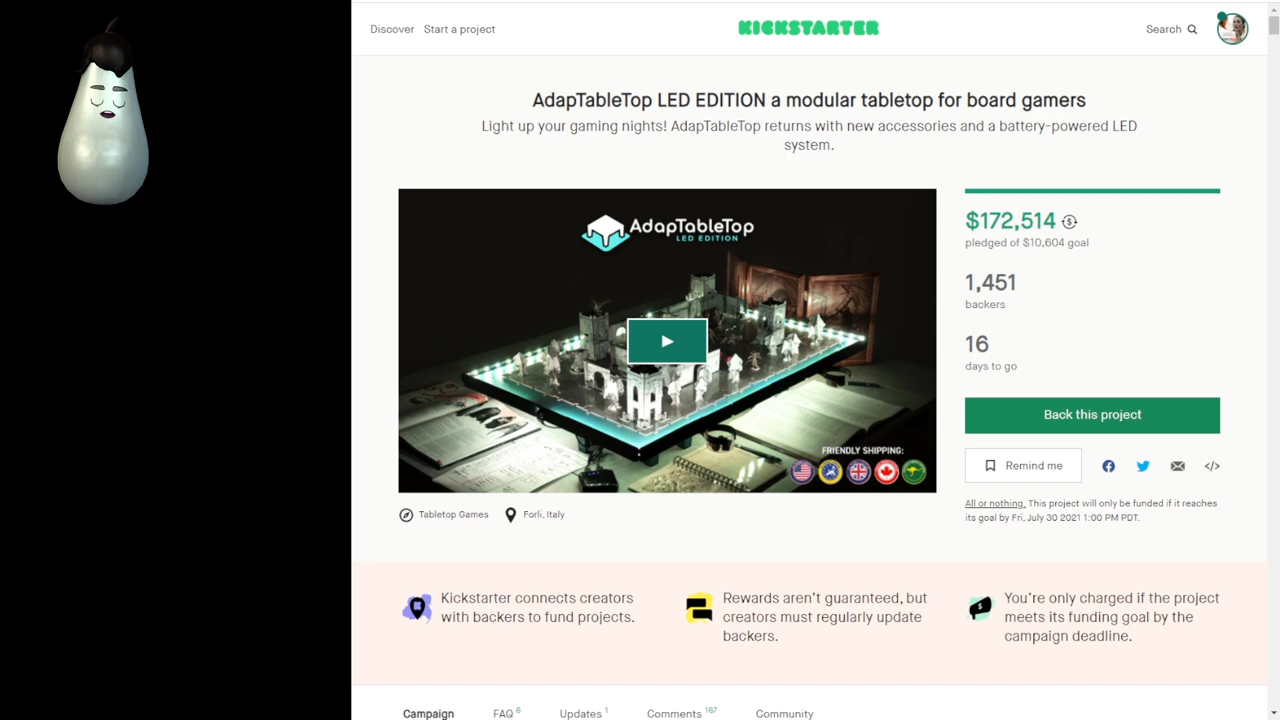 Discover Start a project KICKSTARTER Search
AdapTableTop LED EDITION a modular tabletop for board gamers
Light up your gaming nights! AdapTableTop returns with new accessories and a battery-powered LED
system.
AdapTableTop
LED EDITION
FRIENDLY SHIPPING:
$172,514
pledged of $10,604 goal
1,451
backers
16
days to go
Back this project
Remind me
All or nothing. This project will only be funded if it reaches
its goal by Fri, July 30 2021 1:00 PM PDT.
Tabletop Games Forli, Italy
Kickstarter connects creators
with backers to fund projects.
Rewards aren't guaranteed, but
creators must regularly update
backers.
You're only charged if the project
meets its funding goal by the
campaign deadline.
Campaign FAQ 6 Updates 1 Comments 167 Community